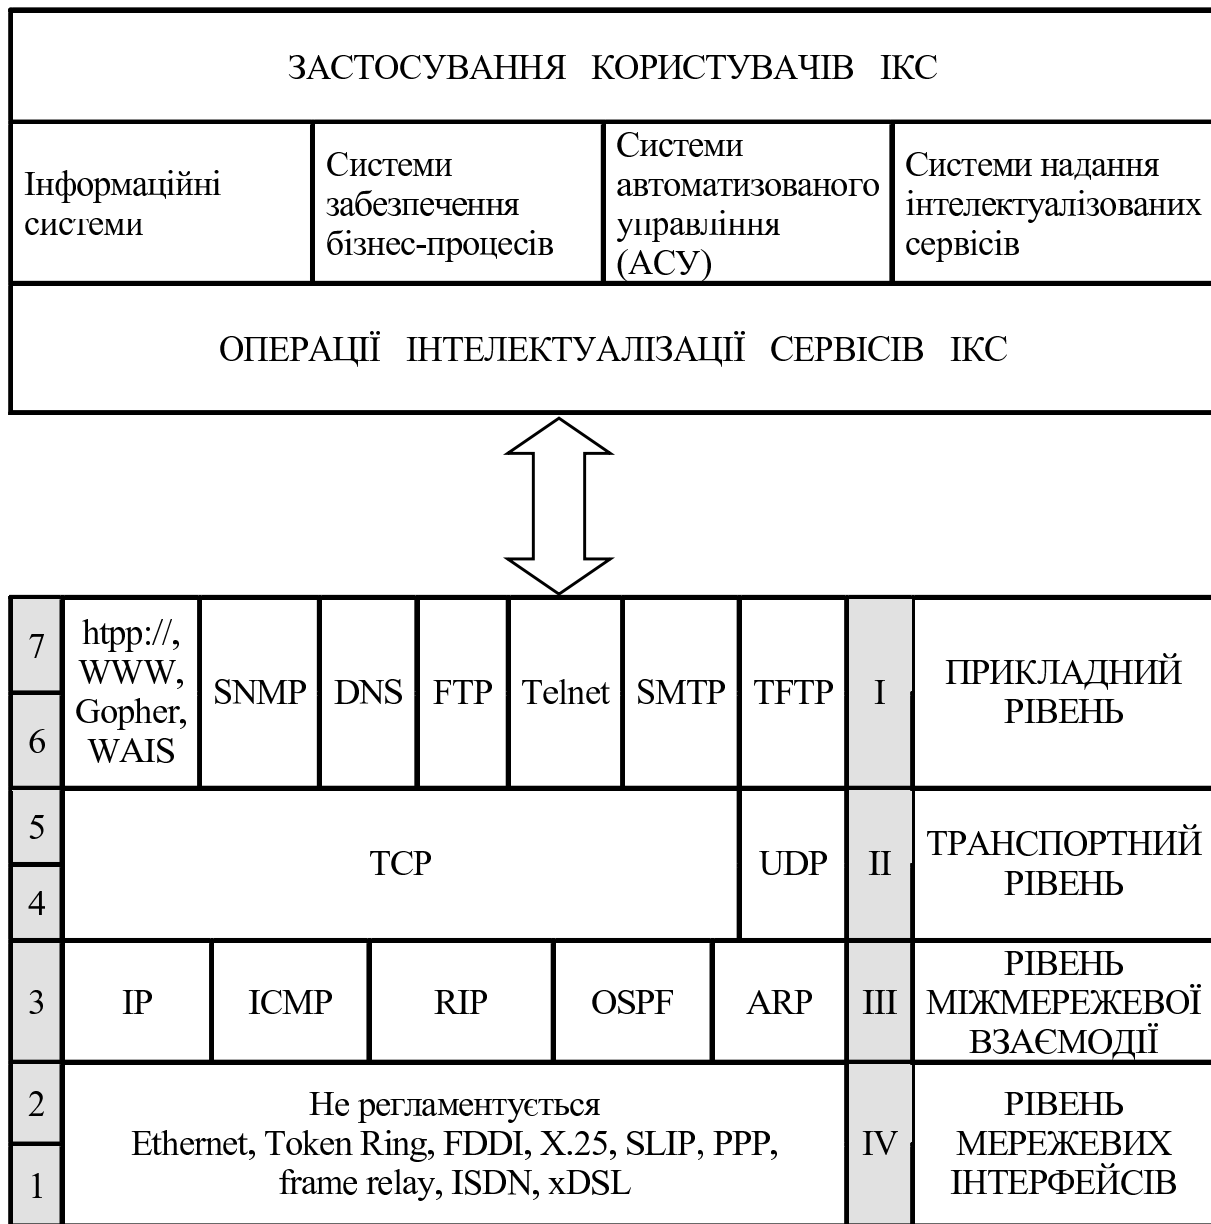 ЗАСТОСУВАННЯ КОРИСТУВАЧІВ ІКС
Інформаційні
системи
Системи
забезпечення
бізнес-процесів
Системи
автоматизованого
управління
(АСУ)
Системи надання
інтелектуалізованих
сервісів
ОПЕРАЦІЇ ІНТЕЛЕКТУАЛІЗАЦІЇ СЕРВІСІВ ІКС
7
6
htpp://,
WWW,
Gopher,
WAIS
SNMP
DNS
FTP
Telnet
SMTP
TFTP
I
ПРИКЛАДНИЙ
РІВЕНЬ
5
4
TCP
UDP
II
ТРАНСПОРТНИЙ
РІВЕНЬ
3
IP
ICMP
RIP
OSPF
ARP
III
РІВЕНЬ
МІЖМЕРЕЖЕВОЇ
ВЗАЄМОДІЇ
2
1
Не регламентується
Ethernet, Token Ring, FDDI, X.25, SLIP, PPP,
frame relay, ISDN, xDSL
IV
РІВЕНЬ
МЕРЕЖЕВИХ
ІНТЕРФЕЙСІВ